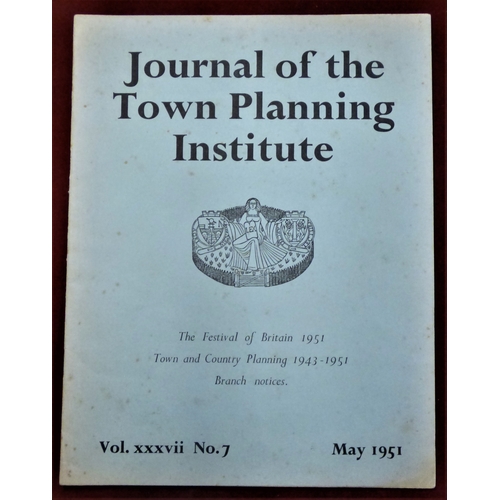 Journal of the
Town Planning
Institute
The Festival of Britain 1951
Town and Country Planning 1943-1951
Branch notices.
Vol. xxxvii No. 7 May 1951